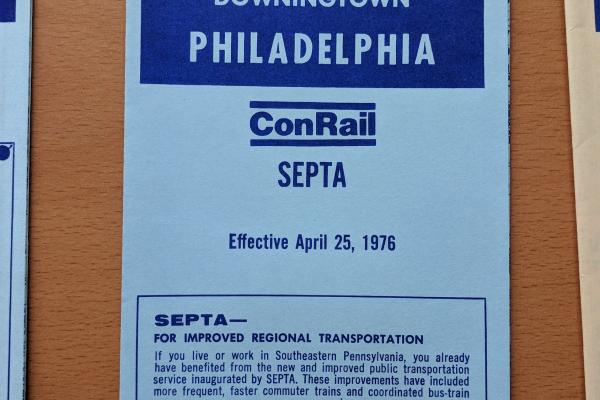 DOWNINGTOWN
PHILADELPHIA
ConRail
SEPTA
Effective April 25, 1976
SEPTA—
FOR IMPROVED REGIONAL TRANSPORTATION
If you live or work in Southeastern Pennsylvania, you already
have benefited from the new and improved public transportation
service inaugurated by SEPTA. These improvements have included
more frequent, faster commuter trains and coordinated bus-train